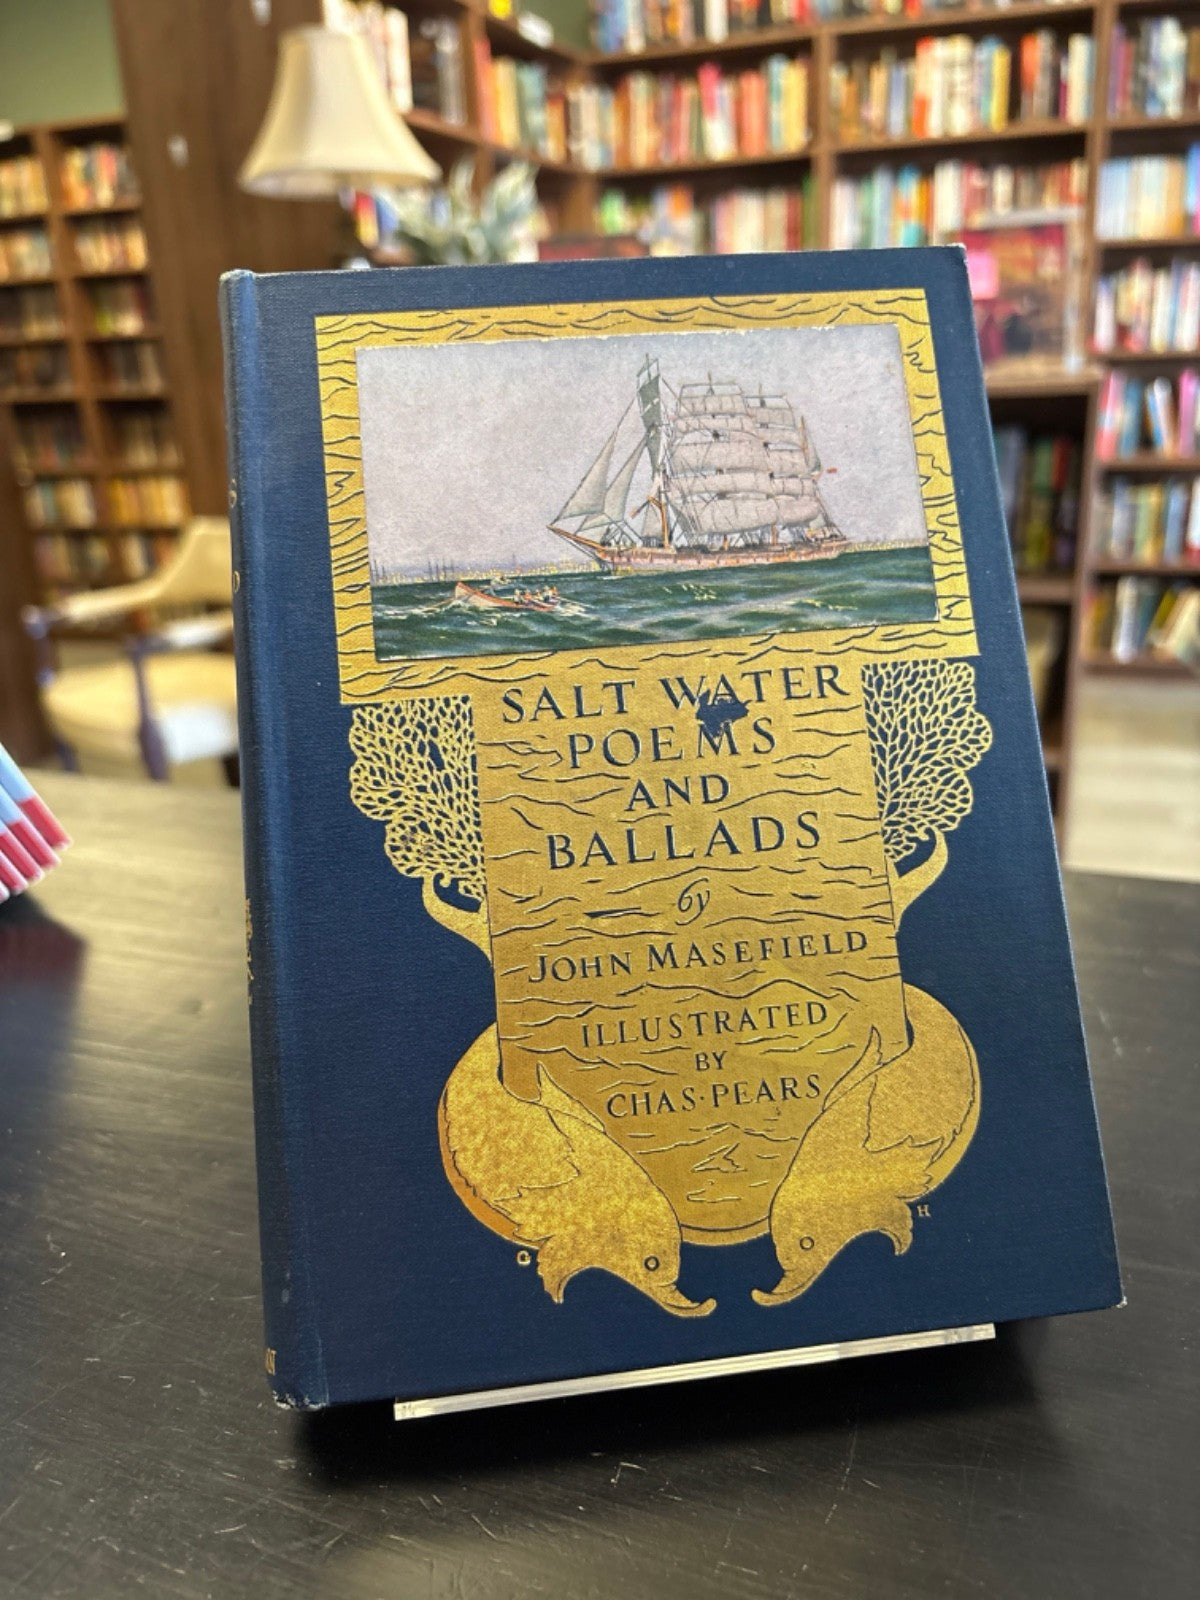 SALT WATER
POEMS
AND
BALLADS
by
JOHN MASEFIELD
ILLUSTRATED
BY
CHAS·PEARS
G
H